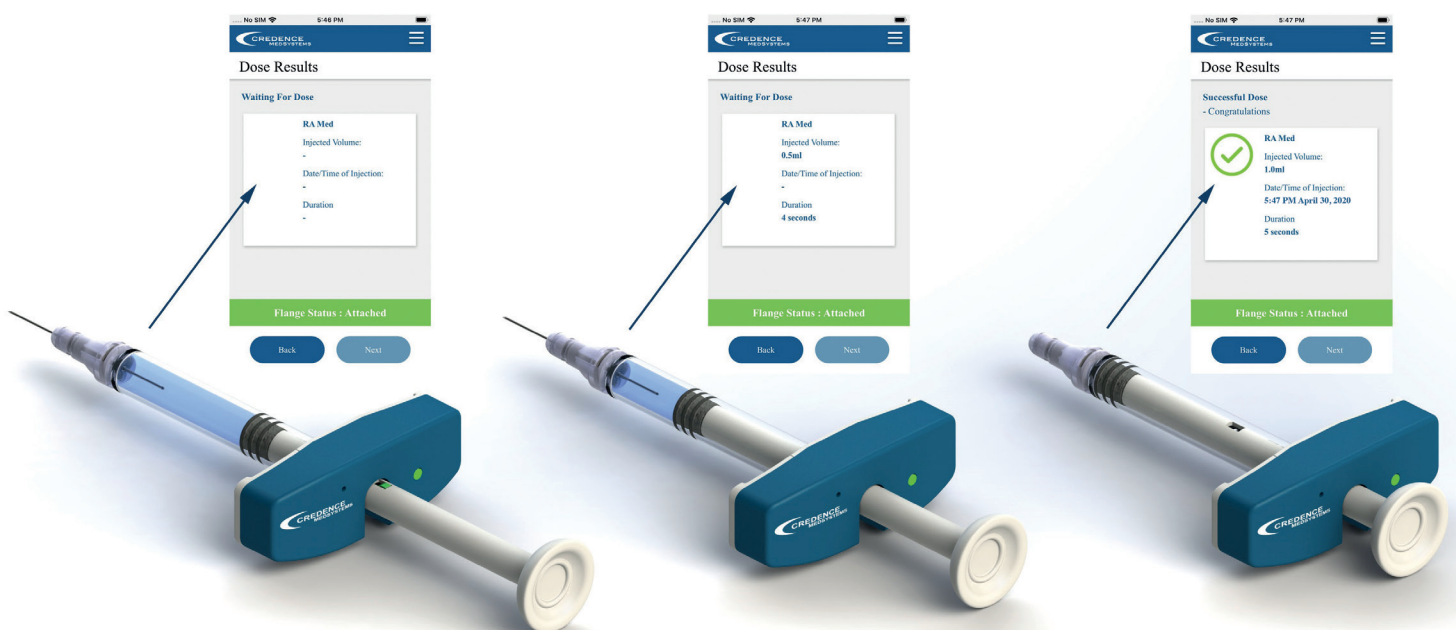 .... No SIM 5:46 PM
CREDENCE
MEDSYSTEMS
Dose Results
Waiting For Dose
RA Med
Injected Volume:
-
Date/Time of Injection:
-
Duration
-
Flange Status : Attached
Back Next
CREDENCE
MEDSYSTEMS
.... No SIM 5:47 PM
CREDENCE
MEDSYSTEMS
Dose Results
Waiting For Dose
RA Med
Injected Volume:
0.5ml
Date/Time of Injection:
-
Duration
4 seconds
Flange Status : Attached
Back Next
CREDENCE
MEDSYSTEMS
.... No SIM 5:47 PM
CREDENCE
MEDSYSTEMS
Dose Results
Successful Dose
- Congratulations
RA Med
Injected Volume:
1.0ml
Date/Time of Injection:
5:47 PM April 30, 2020
Duration
5 seconds
Flange Status : Attached
Back Next
CREDENCE
MEDSYSTEMS